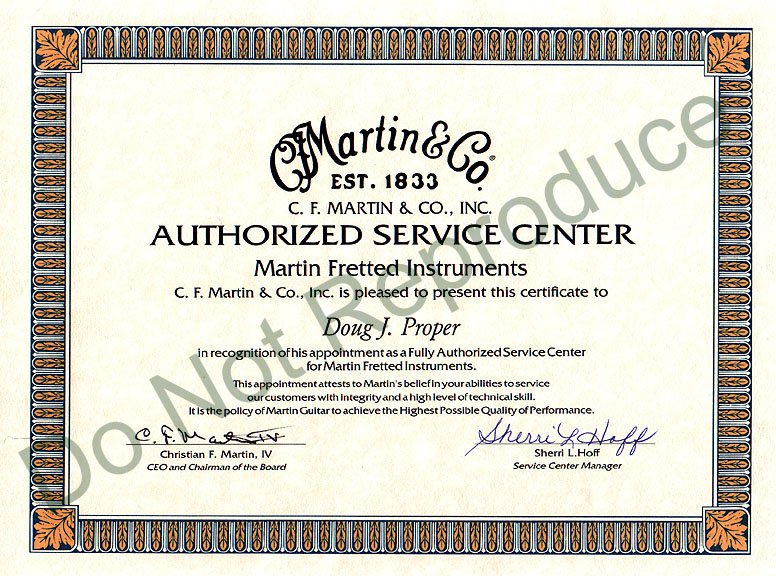 CFMartin & Co.®
EST. 1833
C. F. MARTIN & CO., INC.
AUTHORIZED SERVICE CENTER
Martin Fretted Instruments
C. F. Martin & Co., Inc. is pleased to present this certificate to
Doug J. Proper
in recognition of his appointment as a Fully Authorized Service Center
for Martin Fretted Instruments.
This appointment attests to Martin's belief in your abilities to service
our customers with integrity and a high level of technical skill.
It is the policy of Martin Guitar to achieve the Highest Possible Quality of Performance.
C. F. Martin IV
Sherri L Hoff
Christian F. Martin, IV
Sherri L. Hoff
CEO and Chairman of the Board
Service Center Manager
Do Not Reproduce